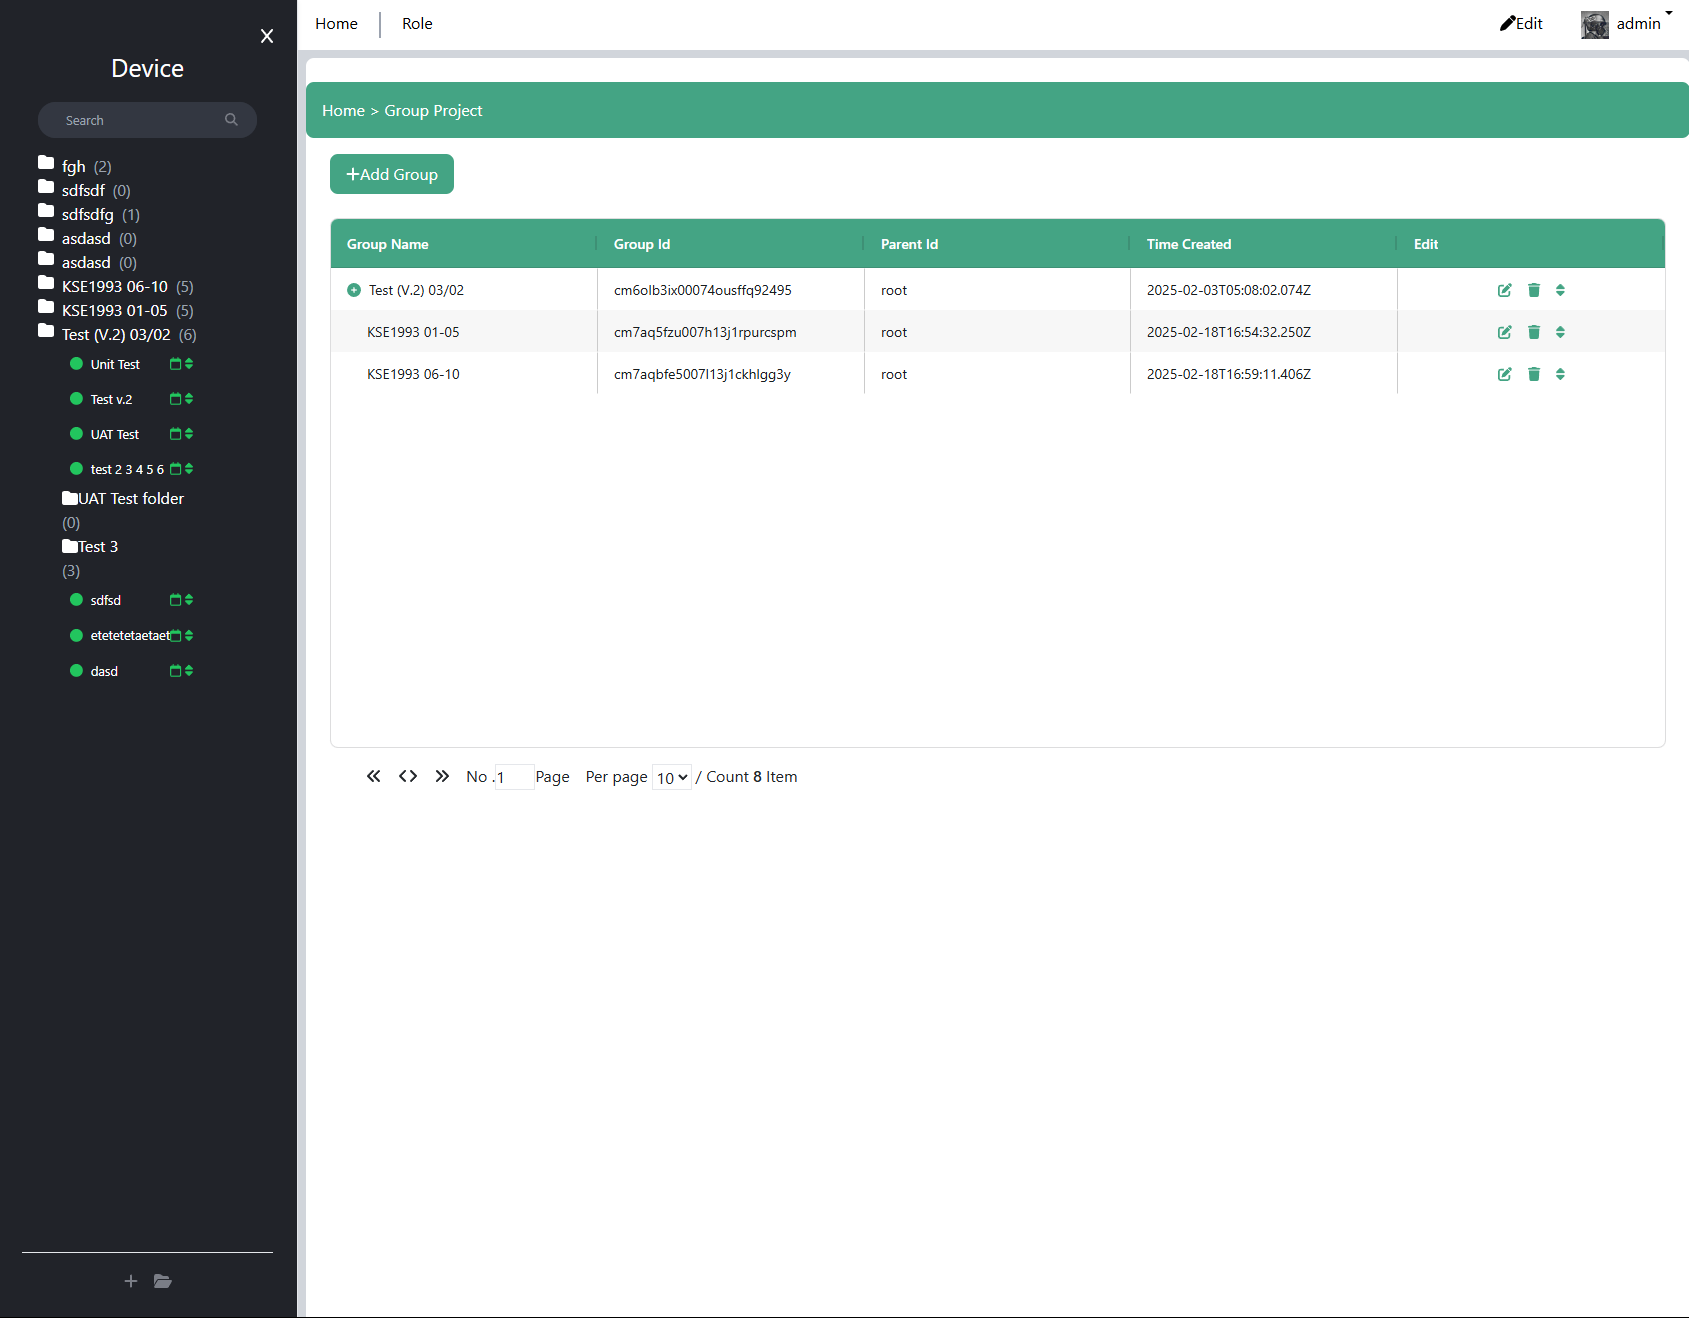 Device
Search
fgh (2)
sdfsdf (0)
sdfsdfg (1)
asdasd (0)
asdasd (0)
KSE1993 06-10 (5)
KSE1993 01-05 (5)
Test (V.2) 03/02 (6)
Unit Test
Test v.2
UAT Test
test 2 3 4 5 6
UAT Test folder
(0)
Test 3
(3)
sdfsd
etetetetaetaet
dasd
Home Role Edit admin
Home > Group Project
+Add Group
Group Name Group Id Parent Id Time Created Edit
Test (V.2) 03/02 cm6olb3ix00074ousffq92495 root 2025-02-03T05:08:02.074Z
KSE1993 01-05 cm7aq5fzu007h13j1rpurcspm root 2025-02-18T16:54:32.250Z
KSE1993 06-10 cm7aqbfe5007l13j1ckhlgg3y root 2025-02-18T16:59:11.406Z
No .1 Page Per page 10 / Count 8 Item